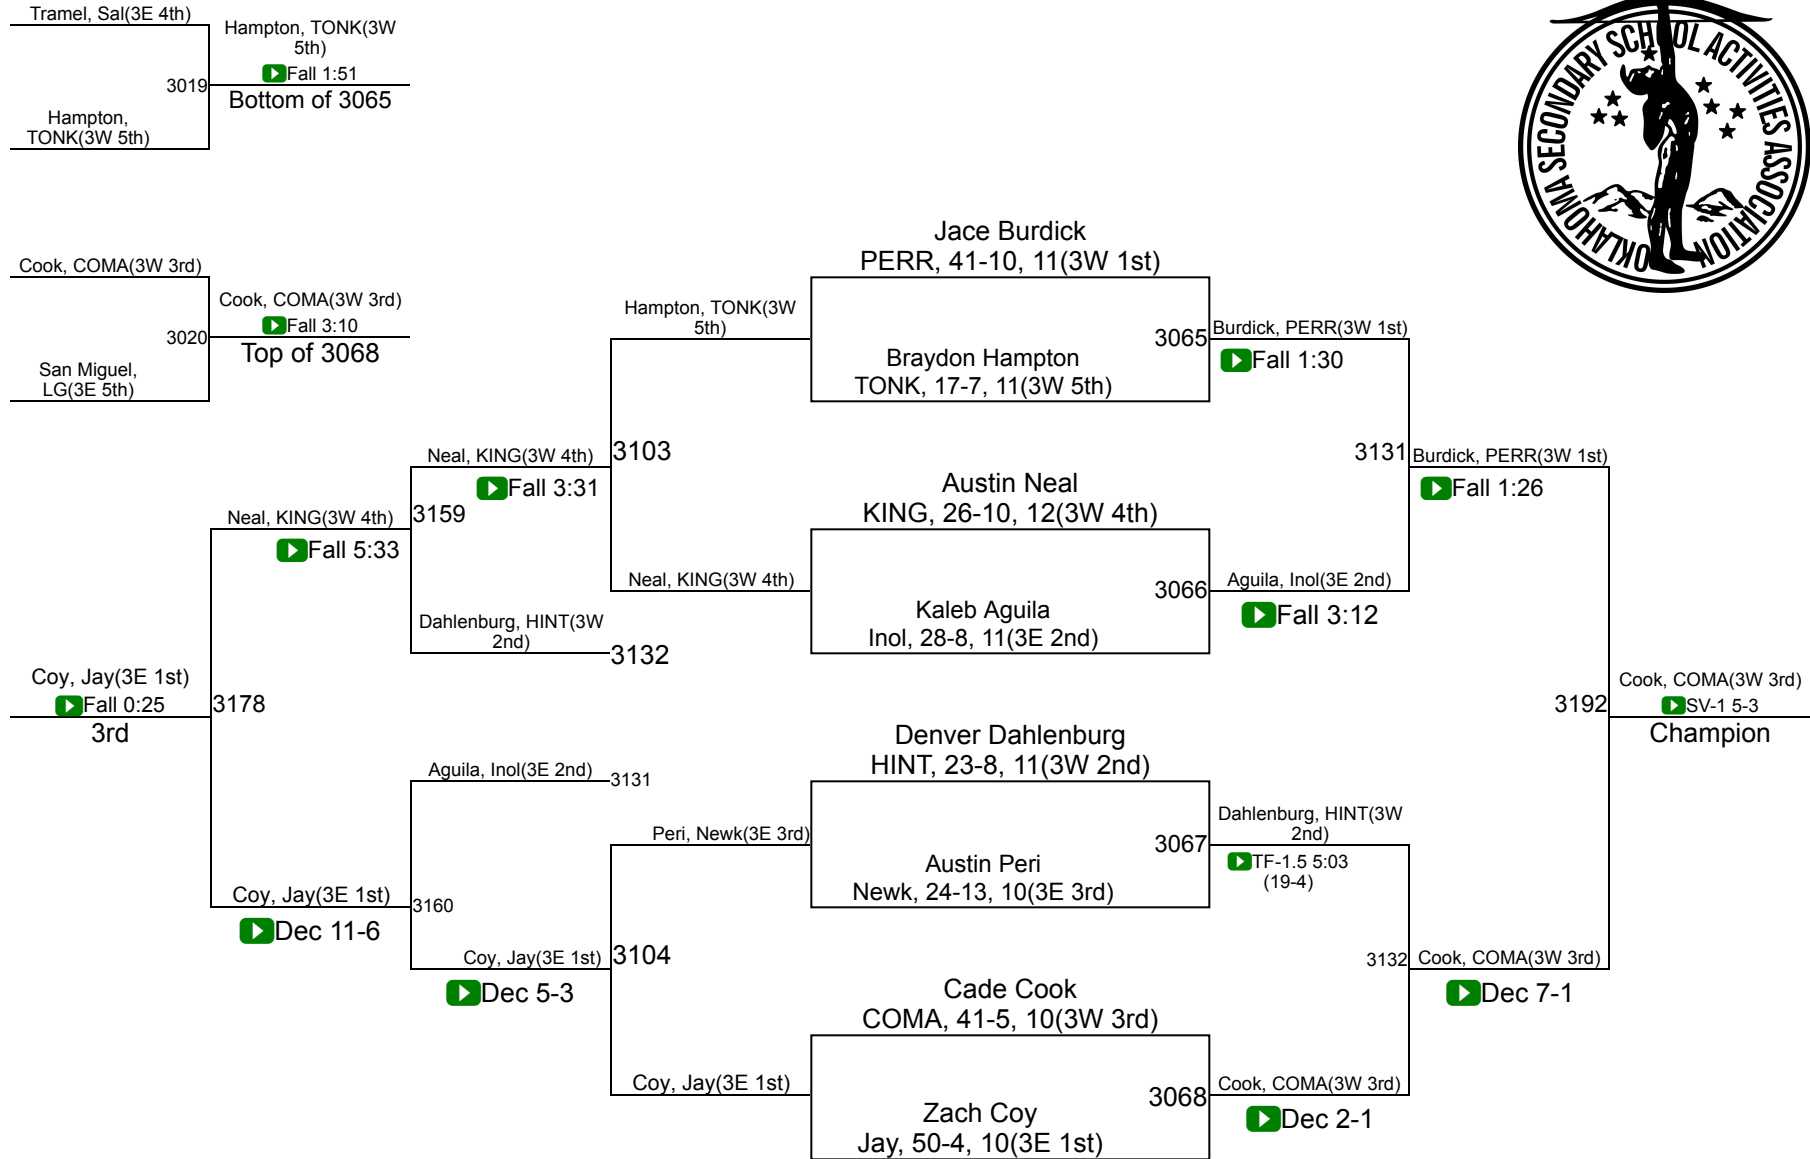 Tramel, Sal(3E 4th)
Hampton, TONK(3W
5th)
Fall 1:51
3019
Bottom of 3065
Hampton,
TONK(3W 5th)
OKLAHOMA SECONDARY SCHOOL ACTIVITIES ASSOCIATION
Cook, COMA(3W 3rd)
Cook, COMA(3W 3rd)
Fall 3:10
3020
Top of 3068
San Miguel,
LG(3E 5th)
Jace Burdick
PERR, 41-10, 11(3W 1st)
Hampton, TONK(3W
5th)
3065
Burdick, PERR(3W 1st)
Fall 1:30
Braydon Hampton
TONK, 17-7, 11(3W 5th)
Neal, KING(3W 4th)
3103
Fall 3:31
3131
Burdick, PERR(3W 1st)
Fall 1:26
Austin Neal
KING, 26-10, 12(3W 4th)
Neal, KING(3W 4th)
3159
Fall 5:33
Neal, KING(3W 4th)
3066
Aguila, Inol(3E 2nd)
Fall 3:12
Kaleb Aguila
Inol, 28-8, 11(3E 2nd)
Dahlenburg, HINT(3W
2nd)
3132
Coy, Jay(3E 1st)
Fall 0:25
3rd
3178
3192
Cook, COMA(3W 3rd)
SV-1 5-3
Champion
Denver Dahlenburg
HINT, 23-8, 11(3W 2nd)
Aguila, Inol(3E 2nd)
3131
Peri, Newk(3E 3rd)
3067
Dahlenburg, HINT(3W
2nd)
TF-1.5 5:03
(19-4)
Austin Peri
Newk, 24-13, 10(3E 3rd)
Coy, Jay(3E 1st)
3160
Dec 11-6
Coy, Jay(3E 1st)
3104
Dec 5-3
3132
Cook, COMA(3W 3rd)
Dec 7-1
Cade Cook
COMA, 41-5, 10(3W 3rd)
Coy, Jay(3E 1st)
3068
Cook, COMA(3W 3rd)
Dec 2-1
Zach Coy
Jay, 50-4, 10(3E 1st)